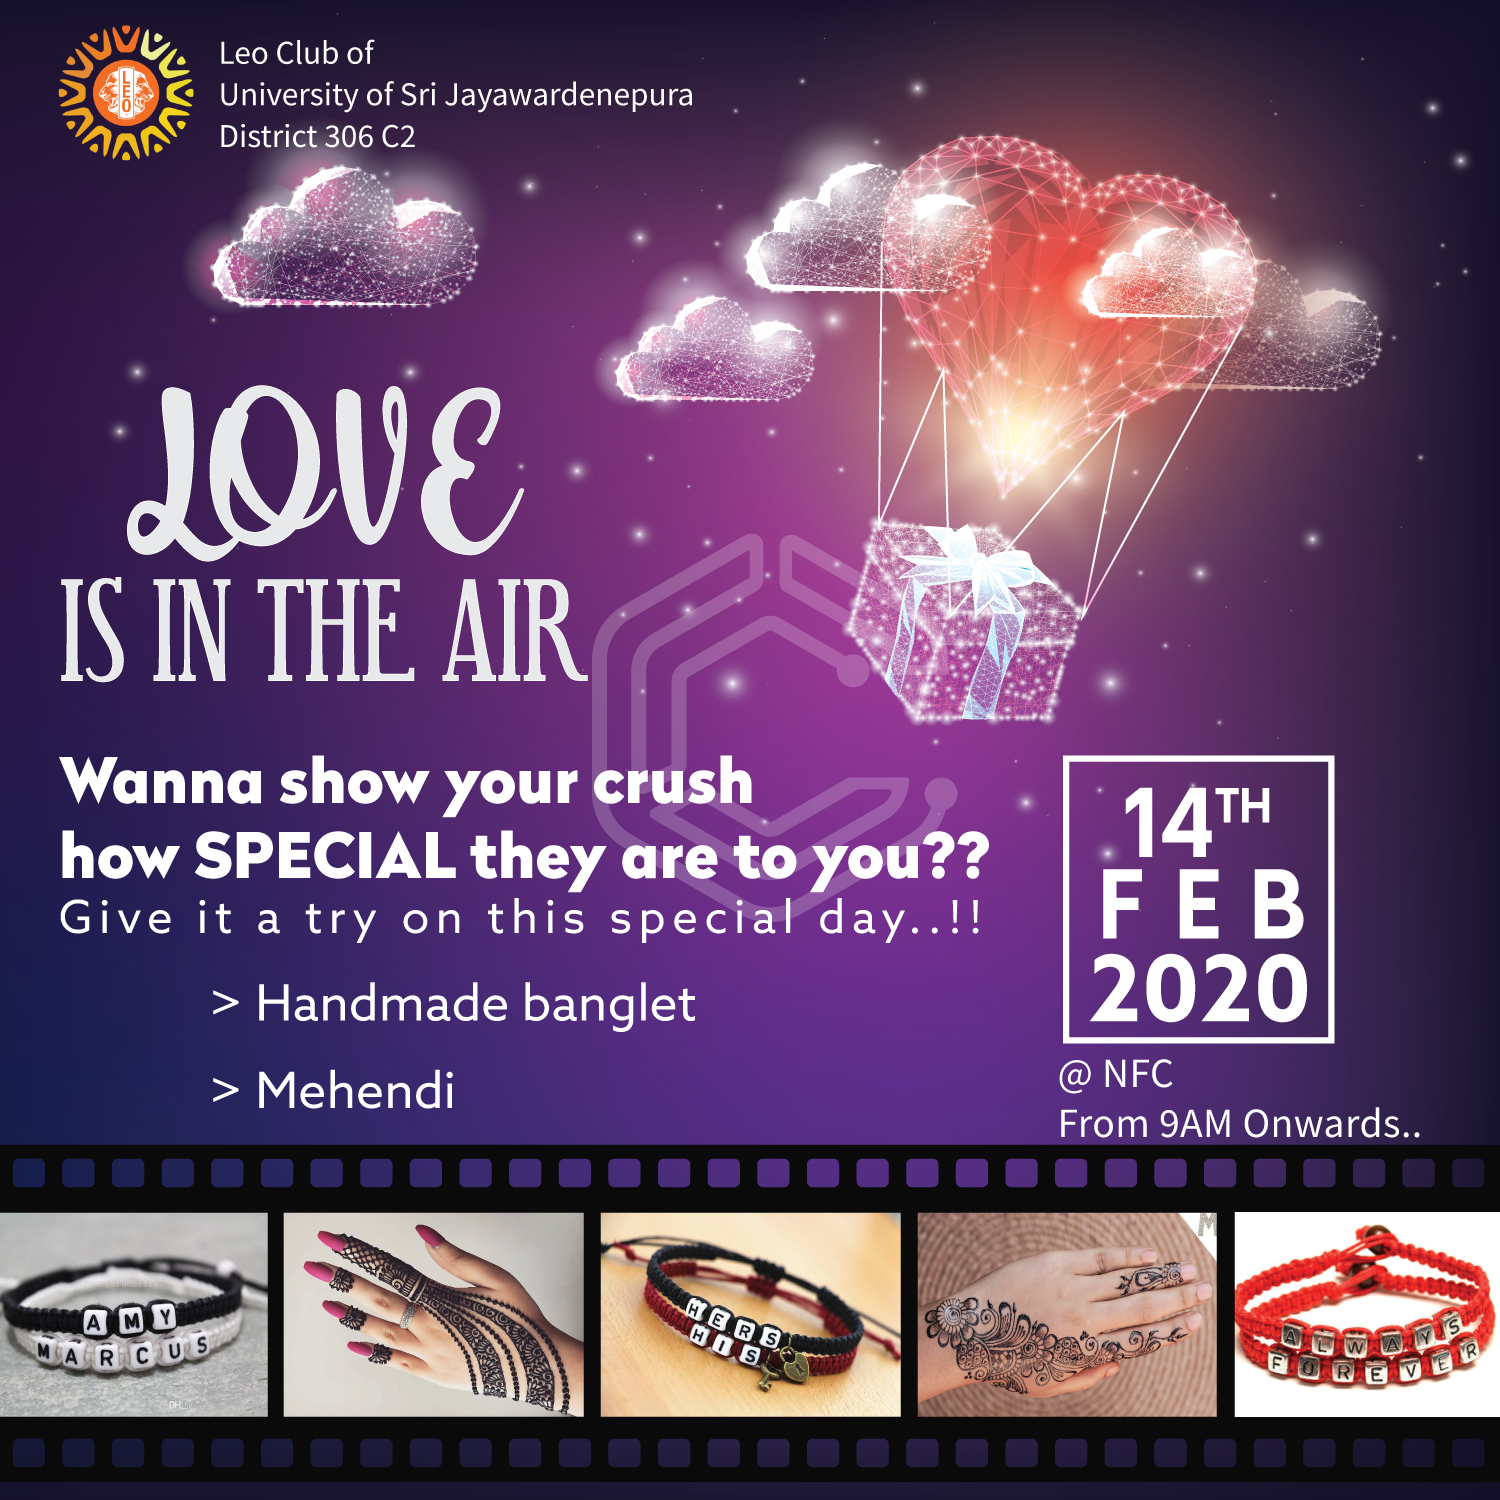 LEO
Leo Club of
University of Sri Jayawardenepura
District 306 C2
LOVE
IS IN THE AIR
Wanna show your crush
how SPECIAL they are to you??
Give it a try on this special day..!!
> Handmade banglet
> Mehendi
14TH
FEB
2020
@ NFC
From 9AM Onwards..
AMY
MARCUS
HERS
HIS
ALWAYS
FOREVER